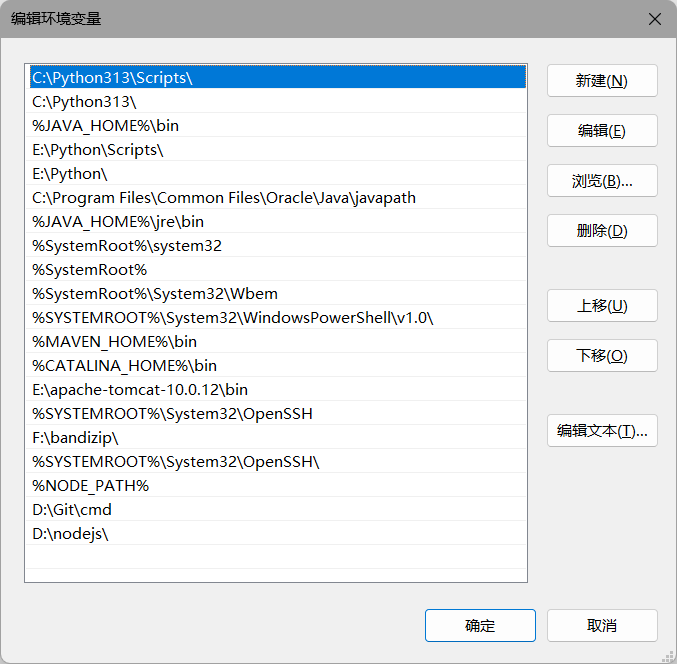 编辑环境变量
C:\Python313\Scripts\
C:\Python313\
%JAVA_HOME%\bin
E:\Python\Scripts\
E:\Python\
C:\Program Files\Common Files\Oracle\Java\javapath
%JAVA_HOME%\jre\bin
%SystemRoot%\system32
%SystemRoot%
%SystemRoot%\System32\Wbem
%SYSTEMROOT%\System32\WindowsPowerShell\v1.0\
%MAVEN_HOME%\bin
%CATALINA_HOME%\bin
E:\apache-tomcat-10.0.12\bin
%SYSTEMROOT%\System32\OpenSSH
F:\bandizip\
%SYSTEMROOT%\System32\OpenSSH\
%NODE_PATH%
D:\Git\cmd
D:\nodejs\
新建(N)
编辑(E)
浏览(B)...
删除(D)
上移(U)
下移(O)
编辑文本(T)...
确定
取消